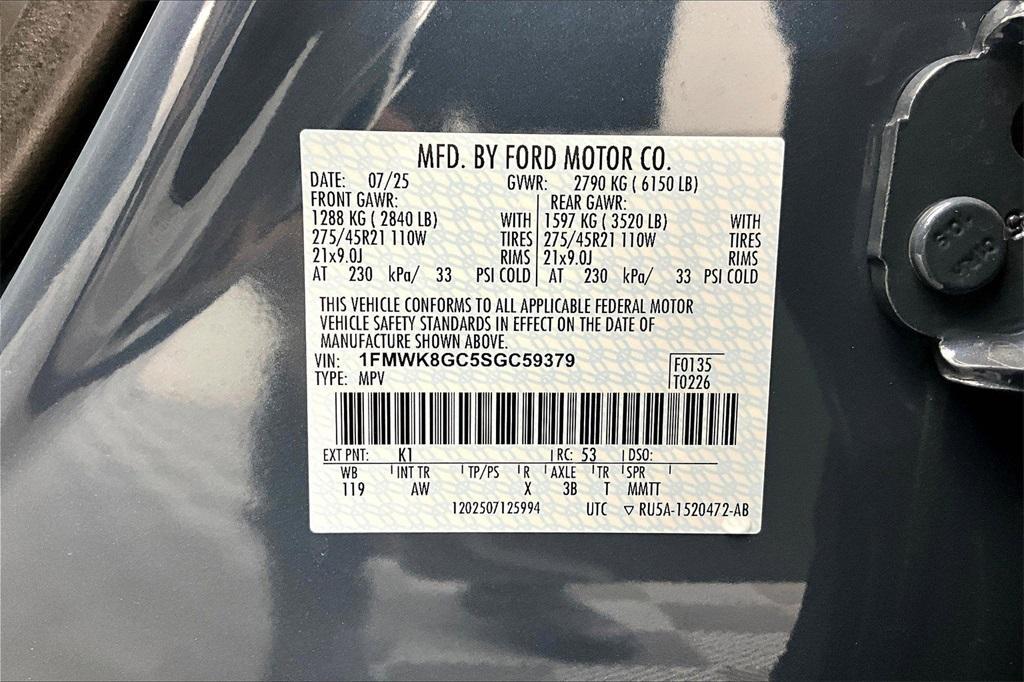 MFD. BY FORD MOTOR CO.
DATE: 07/25 GVWR: 2790 KG ( 6150 LB)
FRONT GAWR: REAR GAWR:
1288 KG ( 2840 LB) WITH 1597 KG ( 3520 LB) WITH
275/45R21 110W TIRES 275/45R21 110W TIRES
21x9.0J RIMS 21x9.0J RIMS
AT 230 kPa/ 33 PSI COLD AT 230 kPa/ 33 PSI COLD
THIS VEHICLE CONFORMS TO ALL APPLICABLE FEDERAL MOTOR
VEHICLE SAFETY STANDARDS IN EFFECT ON THE DATE OF
MANUFACTURE SHOWN ABOVE.
VIN: 1FMWK8GC5SGC59379 F0135
TYPE: MPV T0226
EXT PNT: K1 RC: 53 DSO:
WB INT TR TP/PS R AXLE TR SPR
119 AW X 3B T MMTT
1202507125994 UTC ▽ RU5A-1520472-AB